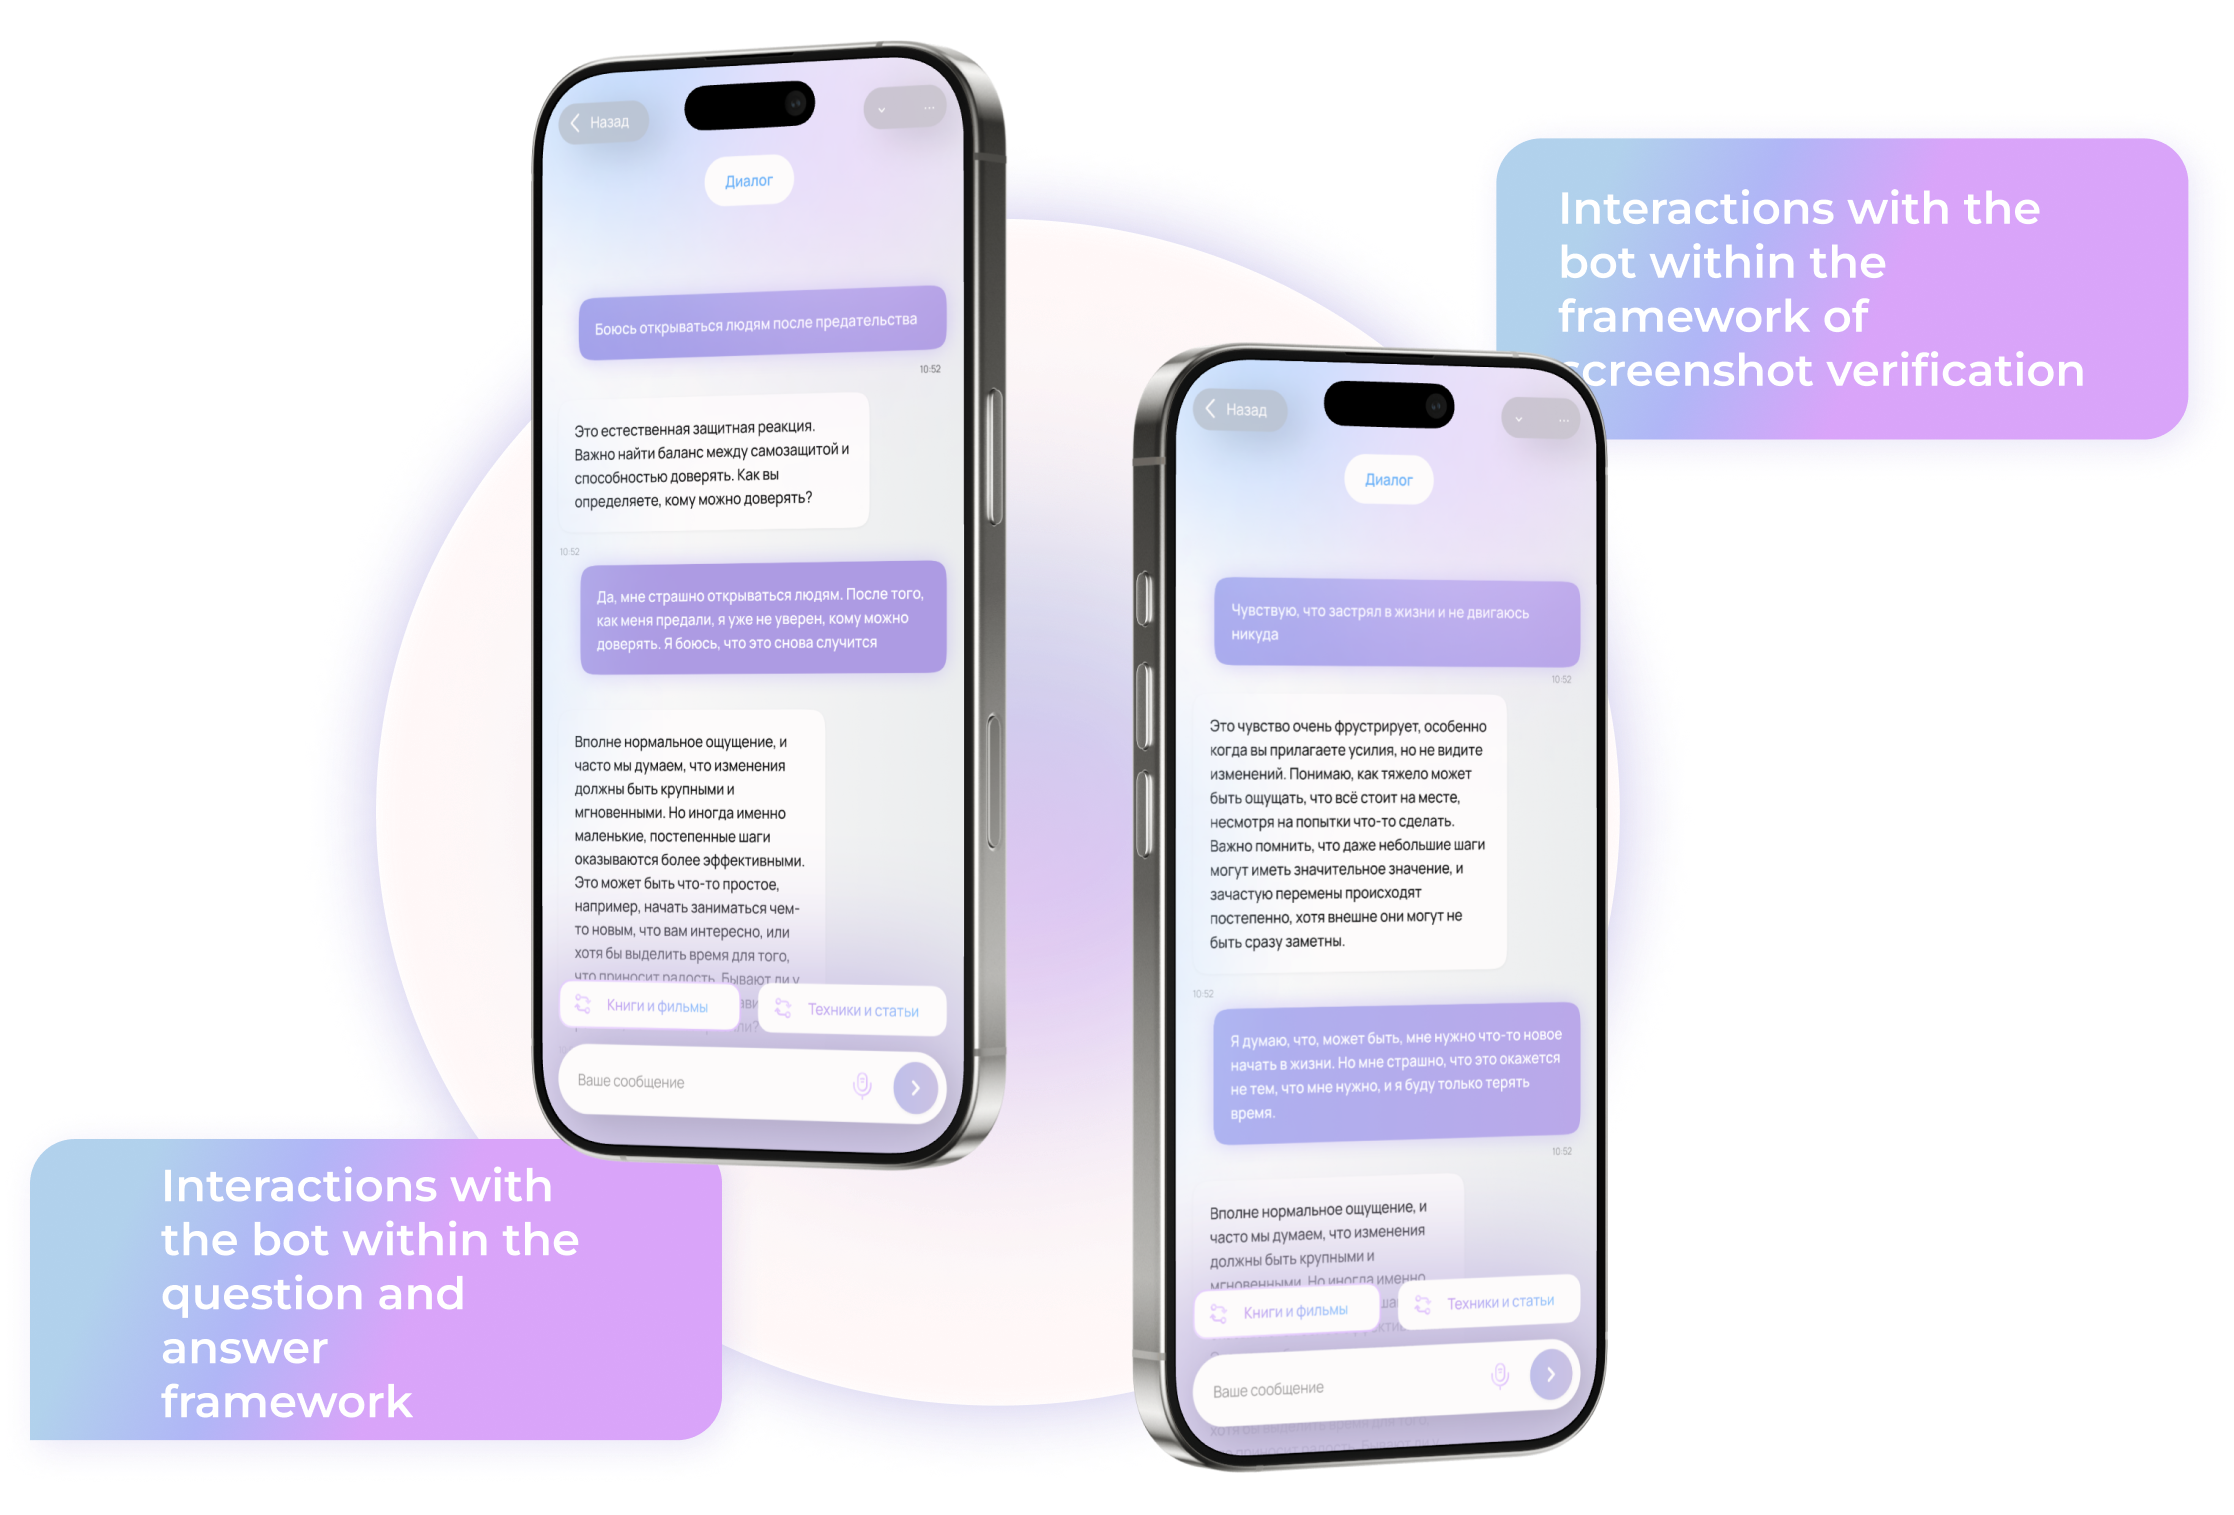 Назад
Диалог
Боюсь открываться людям после предательства
10:52
Это естественная защитная реакция.
Важно найти баланс между самозащитой и
способностью доверять. Как вы
определяете, кому можно доверять?
10:52
Да, мне страшно открываться людям. После того,
как меня предали, я уже не уверен, кому можно
доверять. Я боюсь, что это снова случится
Вполне нормальное ощущение, и
часто мы думаем, что изменения
должны быть крупными и
мгновенными. Но иногда именно
маленькие, постепенные шаги
оказываются более эффективными.
Это может быть что-то простое,
например, начать заниматься чем-
то новым, что вам интересно, или
хотя бы выделить время для того,
что приносит радость. Бывают ли у
Книги и фильмы
Техники и статьи
Ваше сообщение
Interactions with the
bot within the
framework of
screenshot verification
Назад
Диалог
Чувствую, что застрял в жизни и не двигаюсь
никуда
10:52
Это чувство очень фрустрирует, особенно
когда вы прилагаете усилия, но не видите
изменений. Понимаю, как тяжело может
быть ощущать, что всё стоит на месте,
несмотря на попытки что-то сделать.
Важно помнить, что даже небольшие шаги
могут иметь значительное значение, и
зачастую перемены происходят
постепенно, хотя внешне они могут не
быть сразу заметны.
10:52
Я думаю, что, может быть, мне нужно что-то новое
начать в жизни. Но мне страшно, что это окажется
не тем, что мне нужно, и я буду только терять
время.
10:52
Вполне нормальное ощущение, и
часто мы думаем, что изменения
должны быть крупными и
мгновенными. Но иногда именно
Книги и фильмы
Техники и статьи
Ваше сообщение
хотя бы выделить время для того
Interactions with
the bot within the
question and
answer
framework